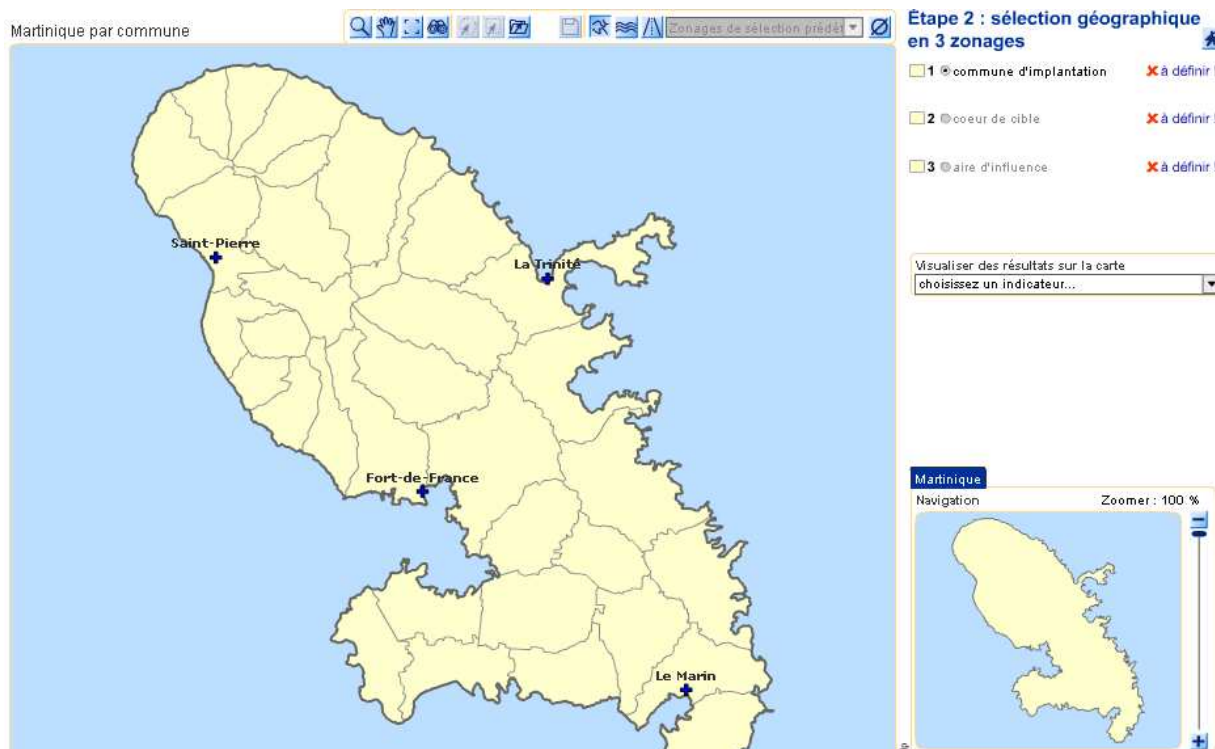 Martinique par commune
Zonages de sélection prédéf
Étape 2 : sélection géographique
en 3 zonages
1 commune d'implantation à définir !
2 coeur de cible à définir !
3 aire d'influence à définir !
Saint-Pierre
La Trinité
Visualiser des résultats sur la carte
choisissez un indicateur...
Fort-de-France
Martinique
Navigation Zoomer : 100 %
Le Marin